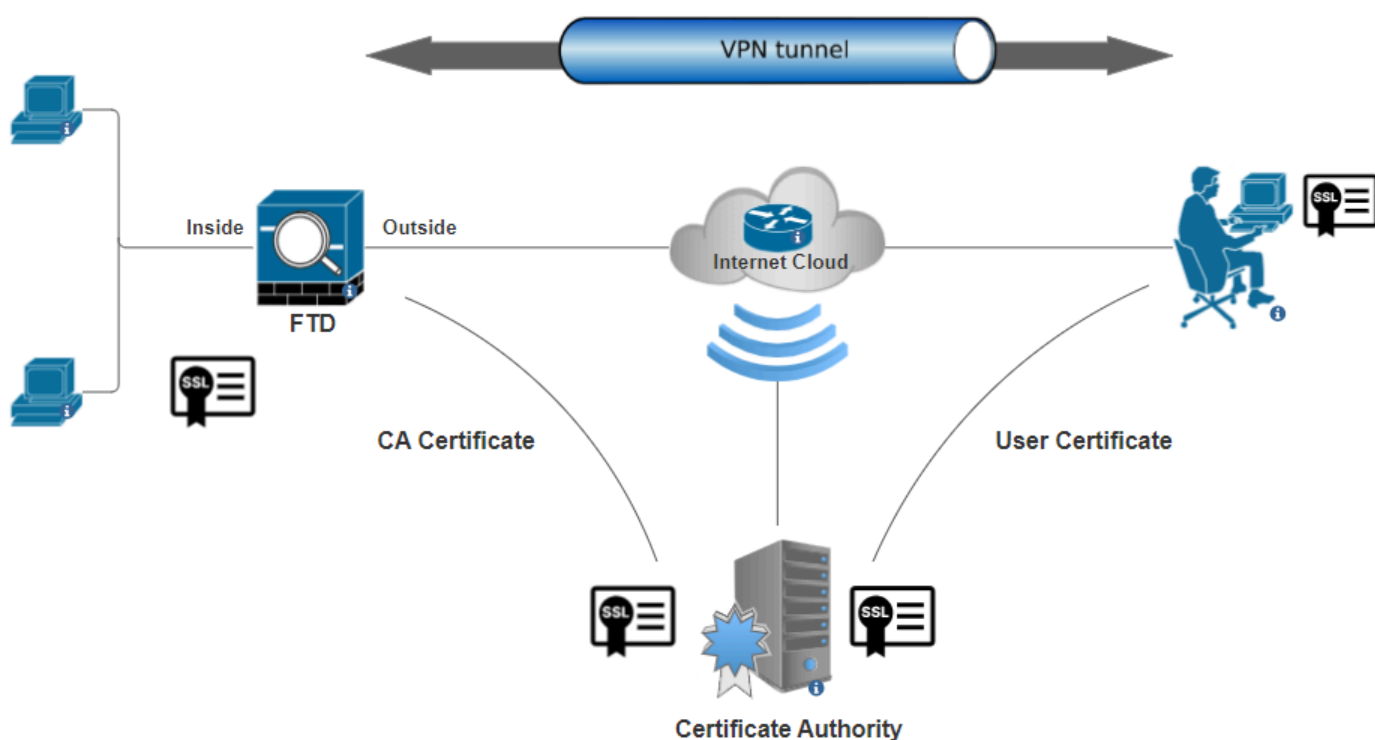 VPN tunnel
SSL
Inside
Outside
Internet Cloud
FTD
SSL
CA Certificate
User Certificate
SSL
SSL
Certificate Authority